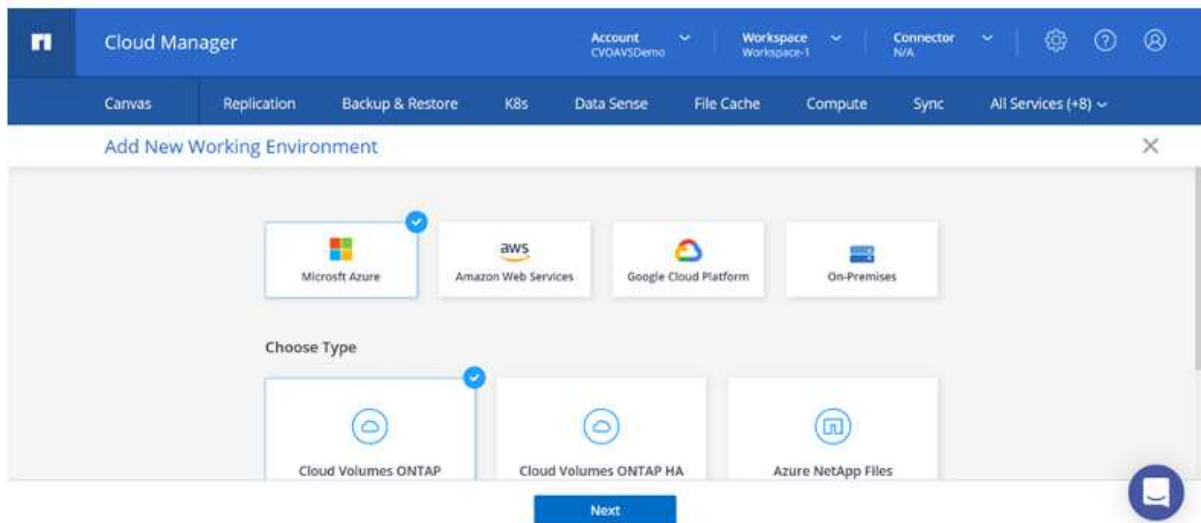 Cloud Manager
Account
CVOAVSDemo
Workspace
Workspace-1
Connector
N/A
Canvas
Replication
Backup & Restore
K8s
Data Sense
File Cache
Compute
Sync
All Services (+8)
Add New Working Environment
Microsft Azure
aws
Amazon Web Services
Google Cloud Platform
On-Premises
Choose Type
Cloud Volumes ONTAP
Cloud Volumes ONTAP HA
Azure NetApp Files
Next